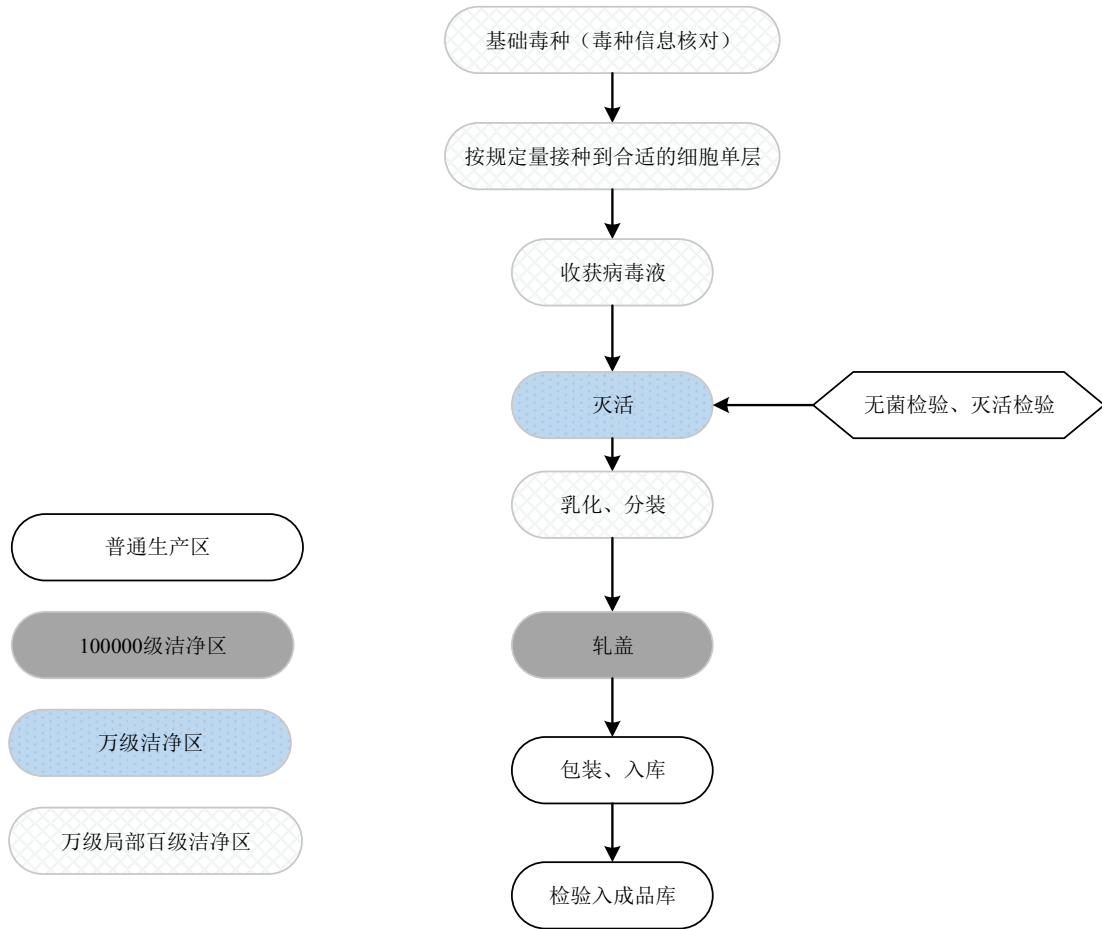 基础毒种（毒种信息核对）
按规定量接种到合适的细胞单层
收获病毒液
灭活
无菌检验、灭活检验
乳化、分装
轧盖
包装、入库
检验入成品库
普通生产区
100000级洁净区
万级洁净区
万级局部百级洁净区